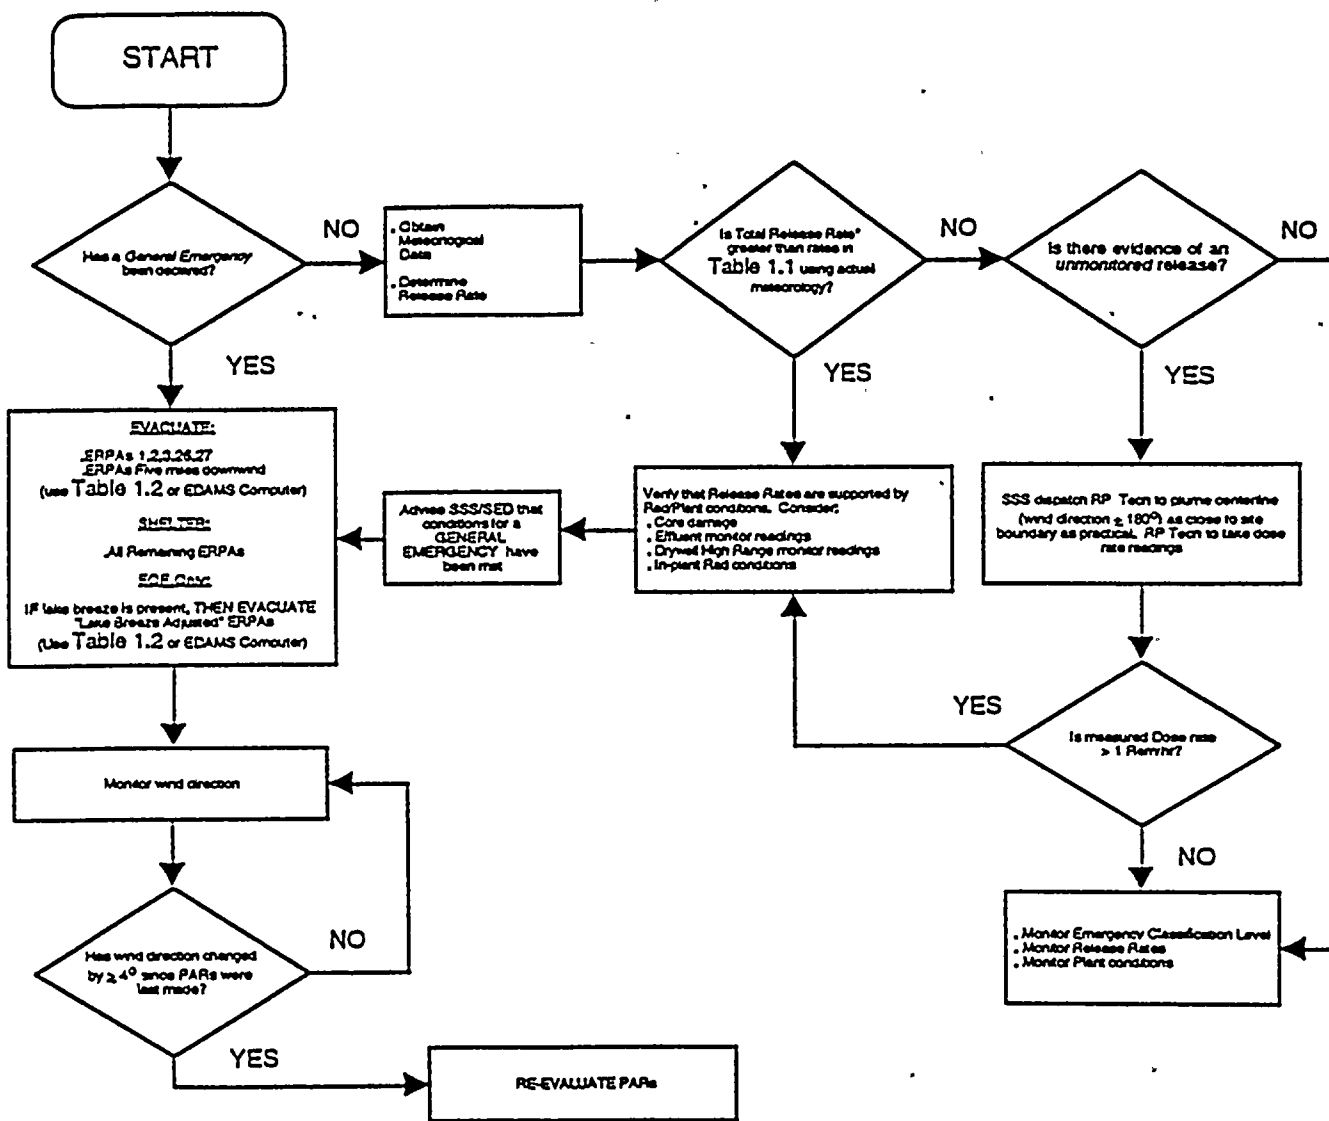 START
Has a General Emergency
been declared?
NO
. Obtain
Meteorlogical
Data
. Determine
Release Rate
Is Total Release Rate*
greater than rates in
Table 1.1 using actual
meteorology?
NO
Is there evidence of an
unmonitored release?
NO
YES
YES
YES
EVACUATE:
.ERPAs 1,2,3,26,27
.ERPAs Five miles downwind
(use Table 1.2 or EDAMS Computer)
SHELTER:
.All Remaining ERPAs
EOF Only:
IF lake breeze is present, THEN EVACUATE
"Lake Breeze Adjusted" ERPAs
(Use Table 1.2 or EDAMS Computer)
Advise SSS/SED that
conditions for a
GENERAL
EMERGENCY have
been met
Verify that Release Rates are supported by
Rad/Plant conditions. Consider:
. Core damage
. Effluent monitor readings
. Drywell High Range monitor readings
. In-plant Rad conditions
SSS dispatch RP Tech to plume centerline
(wind direction ± 180°) as close to site
boundary as practical. RP Tech to take dose
rate readings
YES
Is measured Dose rate
> 1 Rem/hr?
NO
Monitor wind direction
Has wind direction changed
by ≥ 4° since PARs were
last made?
NO
YES
RE-EVALUATE PARs
. Monitor Emergency Classification Level
. Monitor Release Rates
. Monitor Plant conditions